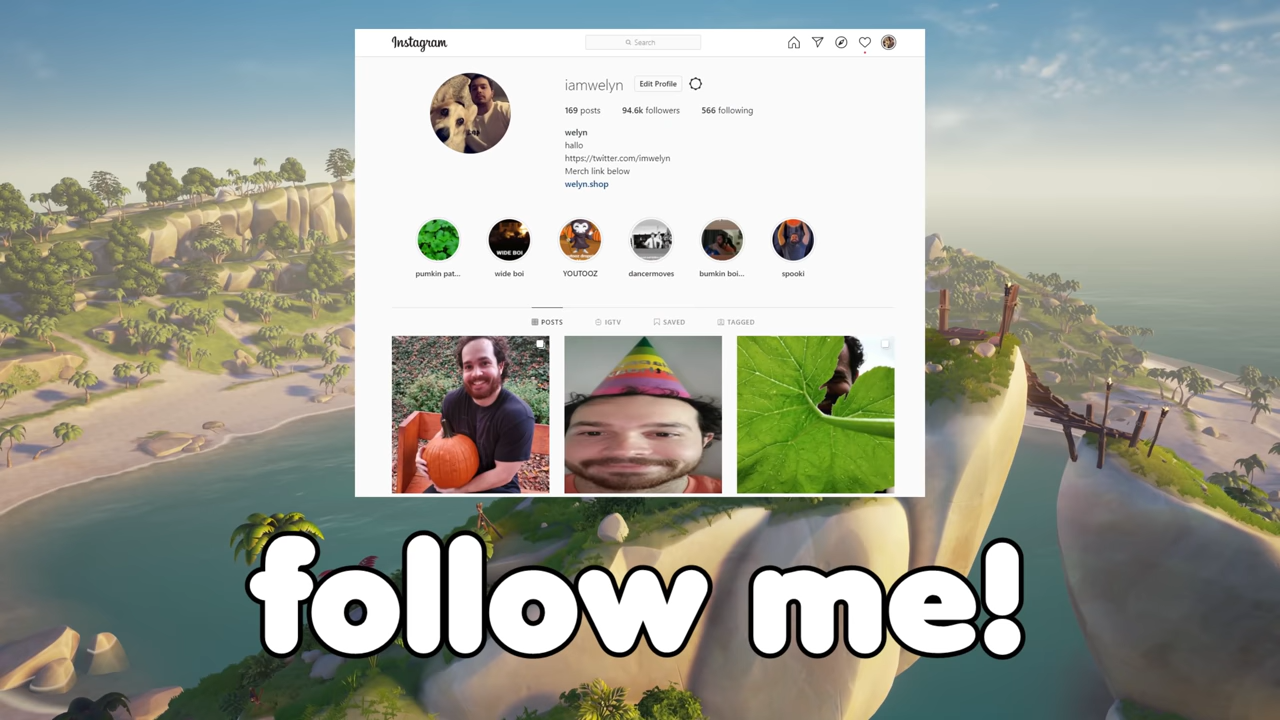 Instagram
Search
iamwelyn Edit Profile
169 posts 94.6k followers 566 following
welyn
hallo
https://twitter.com/imwelyn
Merch link below
welyn.shop
WIDE BOI
pumkin pat... wide boi YOUTOOZ dancermoves bumkin boi... spooki
POSTS IGTV SAVED TAGGED
follow me!